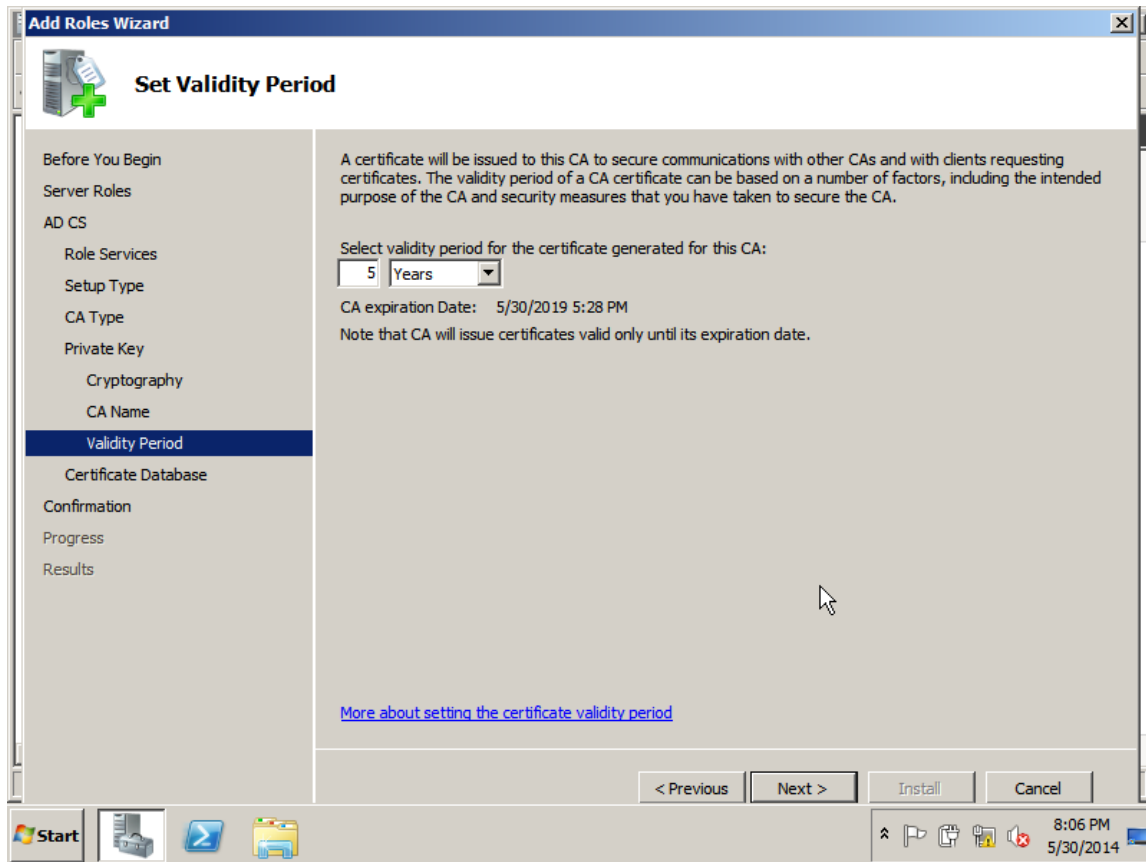 Add Roles Wizard
Set Validity Period
Before You Begin
Server Roles
AD CS
Role Services
Setup Type
CA Type
Private Key
Cryptography
CA Name
Validity Period
Certificate Database
Confirmation
Progress
Results
A certificate will be issued to this CA to secure communications with other CAs and with clients requesting
certificates. The validity period of a CA certificate can be based on a number of factors, including the intended
purpose of the CA and security measures that you have taken to secure the CA.
Select validity period for the certificate generated for this CA:
5 Years
CA expiration Date: 5/30/2019 5:28 PM
Note that CA will issue certificates valid only until its expiration date.
More about setting the certificate validity period
< Previous Next > Install Cancel
Start
8:06 PM
5/30/2014